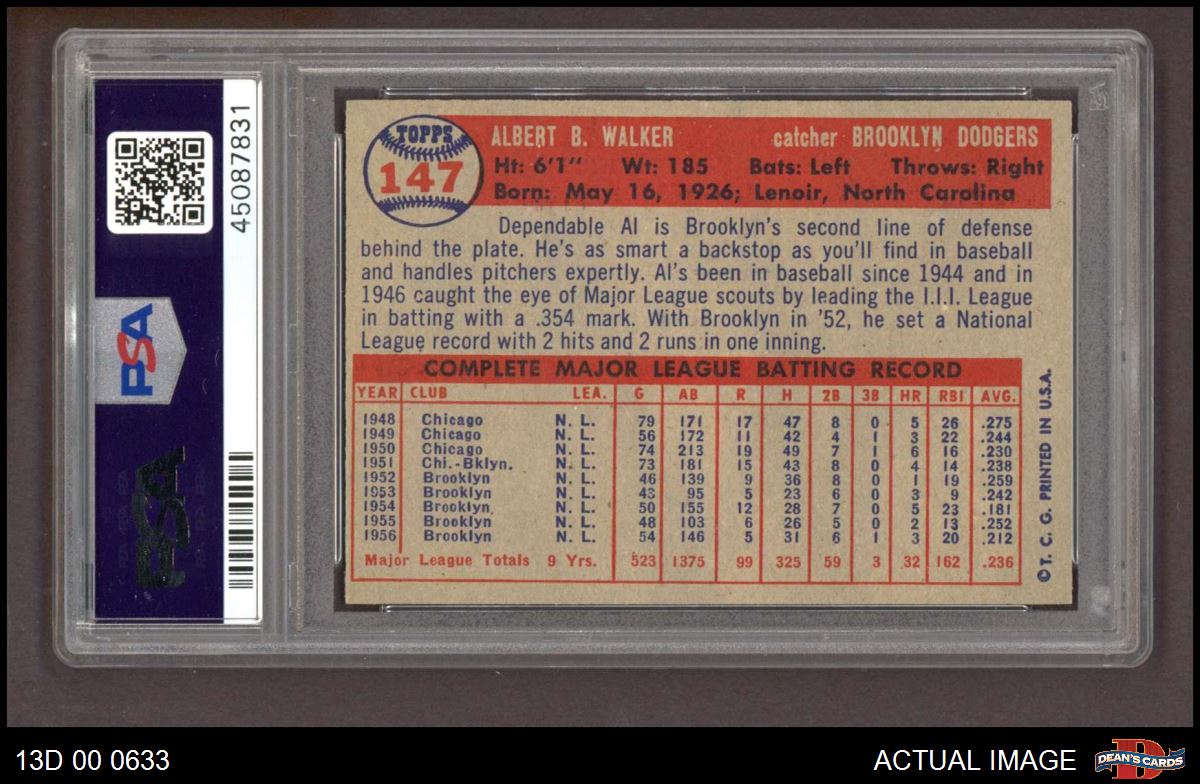 TOPPS
147
ALBERT B. WALKER catcher BROOKLYN DODGERS
Ht: 6'1" Wt: 185 Bats: Left Throws: Right
Born: May 16, 1926; Lenoir, North Carolina
Dependable Al is Brooklyn's second line of defense
behind the plate. He's as smart a backstop as you'll find in baseball
and handles pitchers expertly. Al's been in baseball since 1944 and in
1946 caught the eye of Major League scouts by leading the I.I.I. League
in batting with a .354 mark. With Brooklyn in '52, he set a National
League record with 2 hits and 2 runs in one inning.
COMPLETE MAJOR LEAGUE BATTING RECORD
YEAR CLUB LEA. G AB R H 2B 3B HR RBI AVG.
1948 Chicago N. L. 79 171 17 47 8 0 5 26 .275
1949 Chicago N. L. 56 172 11 42 4 1 3 22 .244
1950 Chicago N. L. 74 213 19 49 7 1 6 16 .230
1951 Chi.-Bklyn. N. L. 73 181 15 43 8 0 4 14 .238
1952 Brooklyn N. L. 46 139 9 36 8 0 1 19 .259
1953 Brooklyn N. L. 43 95 5 23 6 0 3 9 .242
1954 Brooklyn N. L. 50 155 12 28 7 0 5 23 .181
1955 Brooklyn N. L. 48 103 6 26 5 0 2 13 .252
1956 Brooklyn N. L. 54 146 5 31 6 1 3 20 .212
Major League Totals 9 Yrs. 523 1375 99 325 59 3 32 162 .236
© T. C. G. PRINTED IN U.S.A.
45087831
PSA
PSA
13D 00 0633
ACTUAL IMAGE
D
DEAN'S CARDS